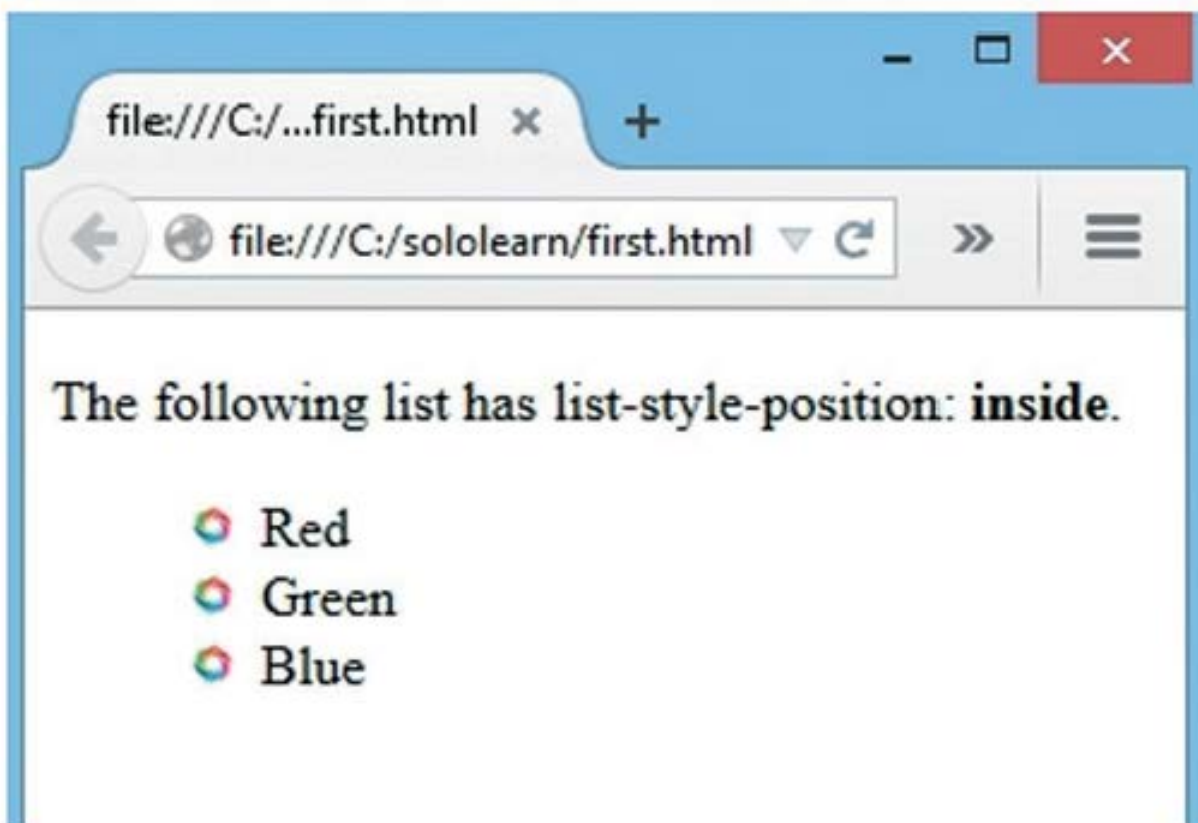 file:///C:/...first.html
file:///C:/sololearn/first.html
The following list has list-style-position: inside.
Red
Green
Blue